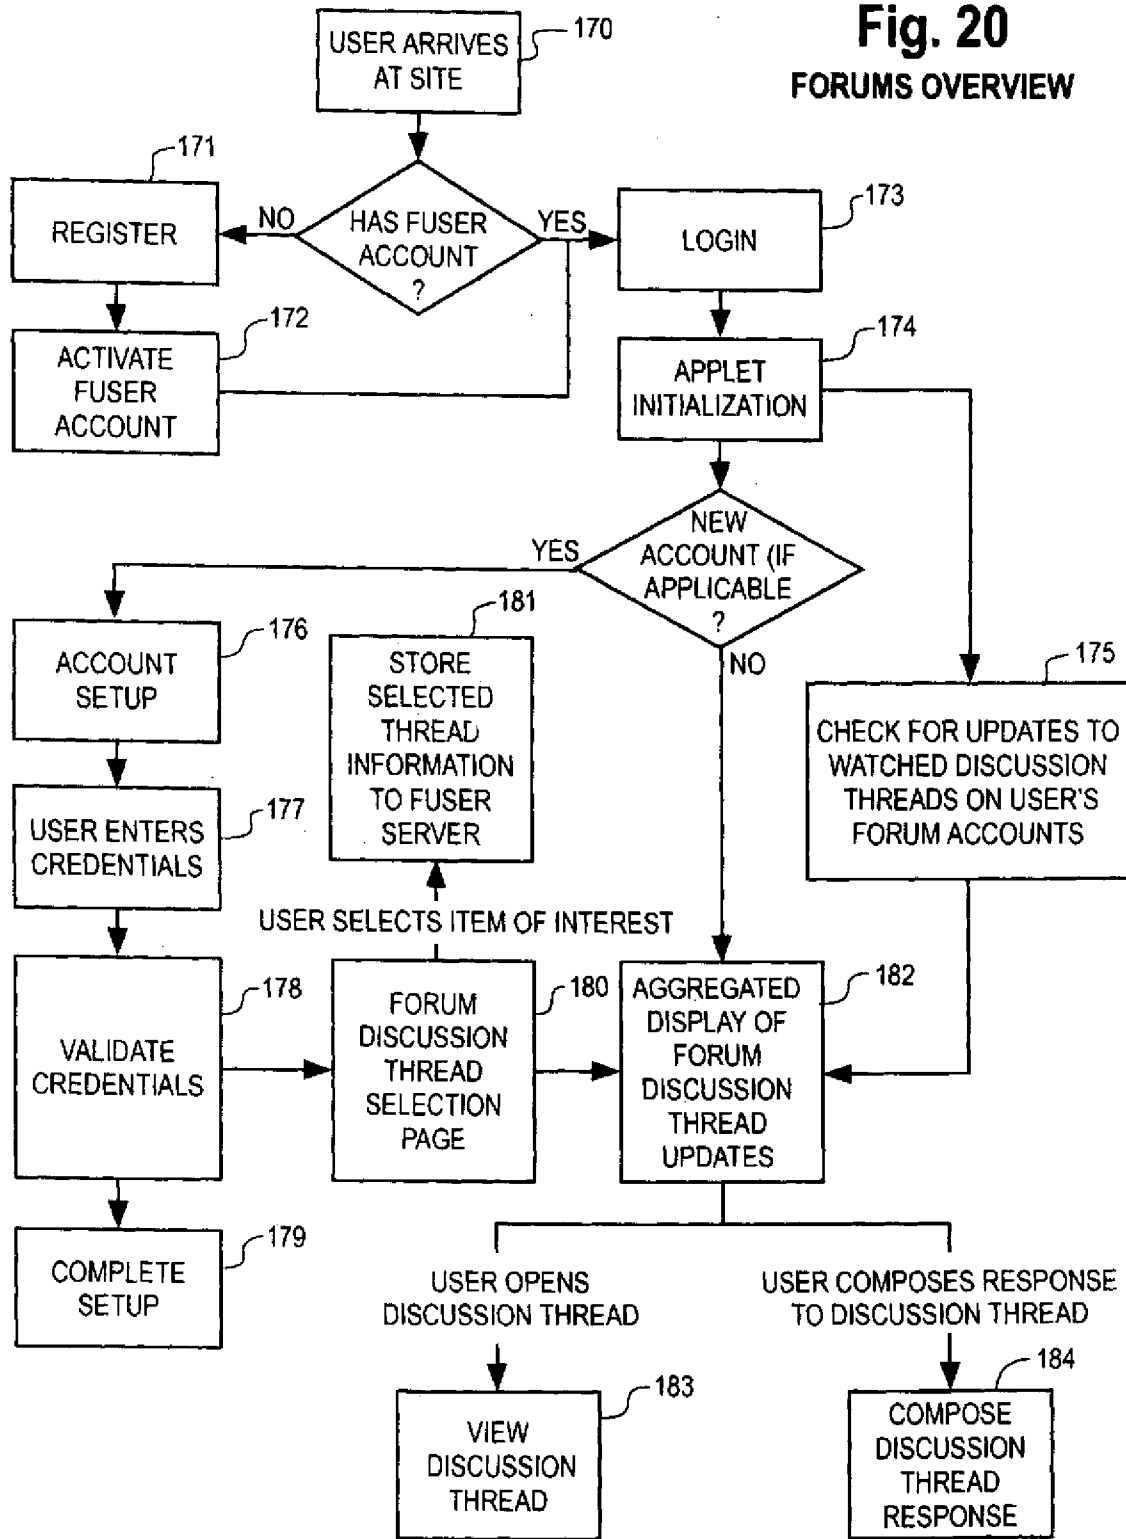 Fig. 20
FORUMS OVERVIEW
USER ARRIVES
AT SITE
170
171
REGISTER
NO
HAS FUSER
ACCOUNT
?
YES
173
LOGIN
172
ACTIVATE
FUSER
ACCOUNT
174
APPLET
INITIALIZATION
NEW
ACCOUNT (IF
APPLICABLE
?
YES
NO
176
ACCOUNT
SETUP
181
STORE
SELECTED
THREAD
INFORMATION
TO FUSER
SERVER
175
CHECK FOR UPDATES TO
WATCHED DISCUSSION
THREADS ON USER'S
FORUM ACCOUNTS
177
USER ENTERS
CREDENTIALS
USER SELECTS ITEM OF INTEREST
178
VALIDATE
CREDENTIALS
180
FORUM
DISCUSSION
THREAD
SELECTION
PAGE
182
AGGREGATED
DISPLAY OF
FORUM
DISCUSSION
THREAD
UPDATES
179
COMPLETE
SETUP
USER OPENS
DISCUSSION THREAD
USER COMPOSES RESPONSE
TO DISCUSSION THREAD
183
VIEW
DISCUSSION
THREAD
184
COMPOSE
DISCUSSION
THREAD
RESPONSE